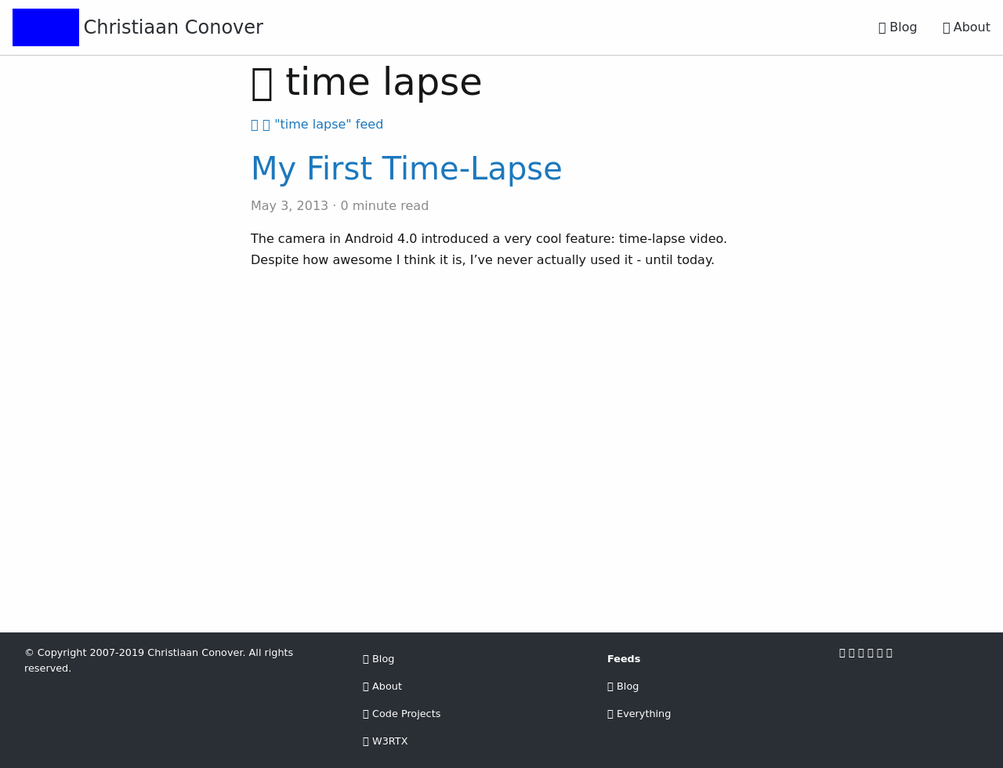 Christiaan Conover
Blog
About
time lapse
"time lapse" feed
My First Time-Lapse
May 3, 2013 · 0 minute read
The camera in Android 4.0 introduced a very cool feature: time-lapse video.
Despite how awesome I think it is, I’ve never actually used it - until today.
© Copyright 2007-2019 Christiaan Conover. All rights
reserved.
Blog
About
Code Projects
W3RTX
Feeds
Blog
Everything